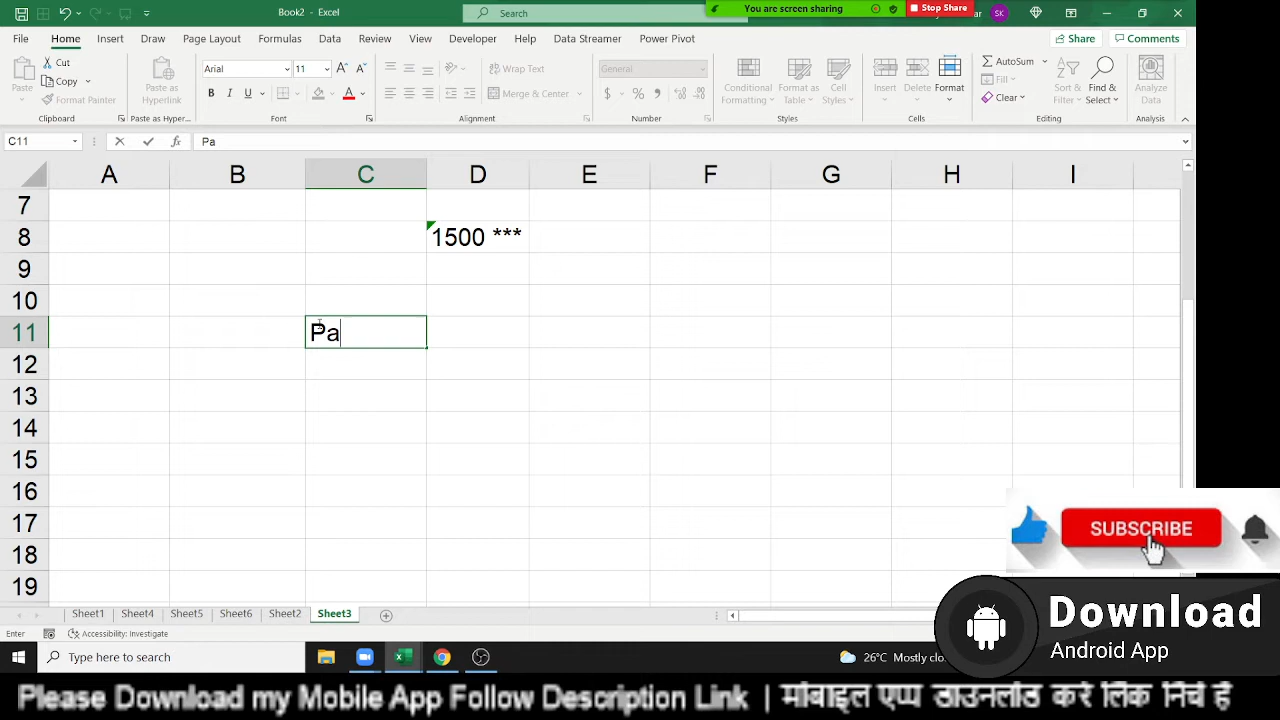 Book2 - Excel
Search
You are screen sharing
Stop Share
ar
SK
File Home Insert Draw Page Layout Formulas Data Review View Developer Help Data Streamer Power Pivot
Share
Comments
Paste
Cut
Copy
Format Painter
Paste as
Hyperlink
Arial
11
B I U
Wrap Text
Merge & Center
General
$ %
Conditional
Formatting
Format as
Table
Cell
Styles
Insert
Delete
Format
AutoSum
Fill
Clear
Sort &
Filter
Find &
Select
Analyze
Data
Clipboard
Paste as Hyper...
Font
Alignment
Number
Styles
Cells
Editing
Analysis
C11
fx
Pa
A B C D E F G H I
7
8 1500 ***
9
10
11 Pa
12
13
14
15
16
17
18
19
SUBSCRIBE
Sheet1 Sheet4 Sheet5 Sheet6 Sheet2 Sheet3
Enter
Accessibility: Investigate
Download
Android App
Type here to search
26°C Mostly clo
Please Download my Mobile App Follow Description Link | मोबाइल एप्प डाउनलोड करे लिंक निचे है